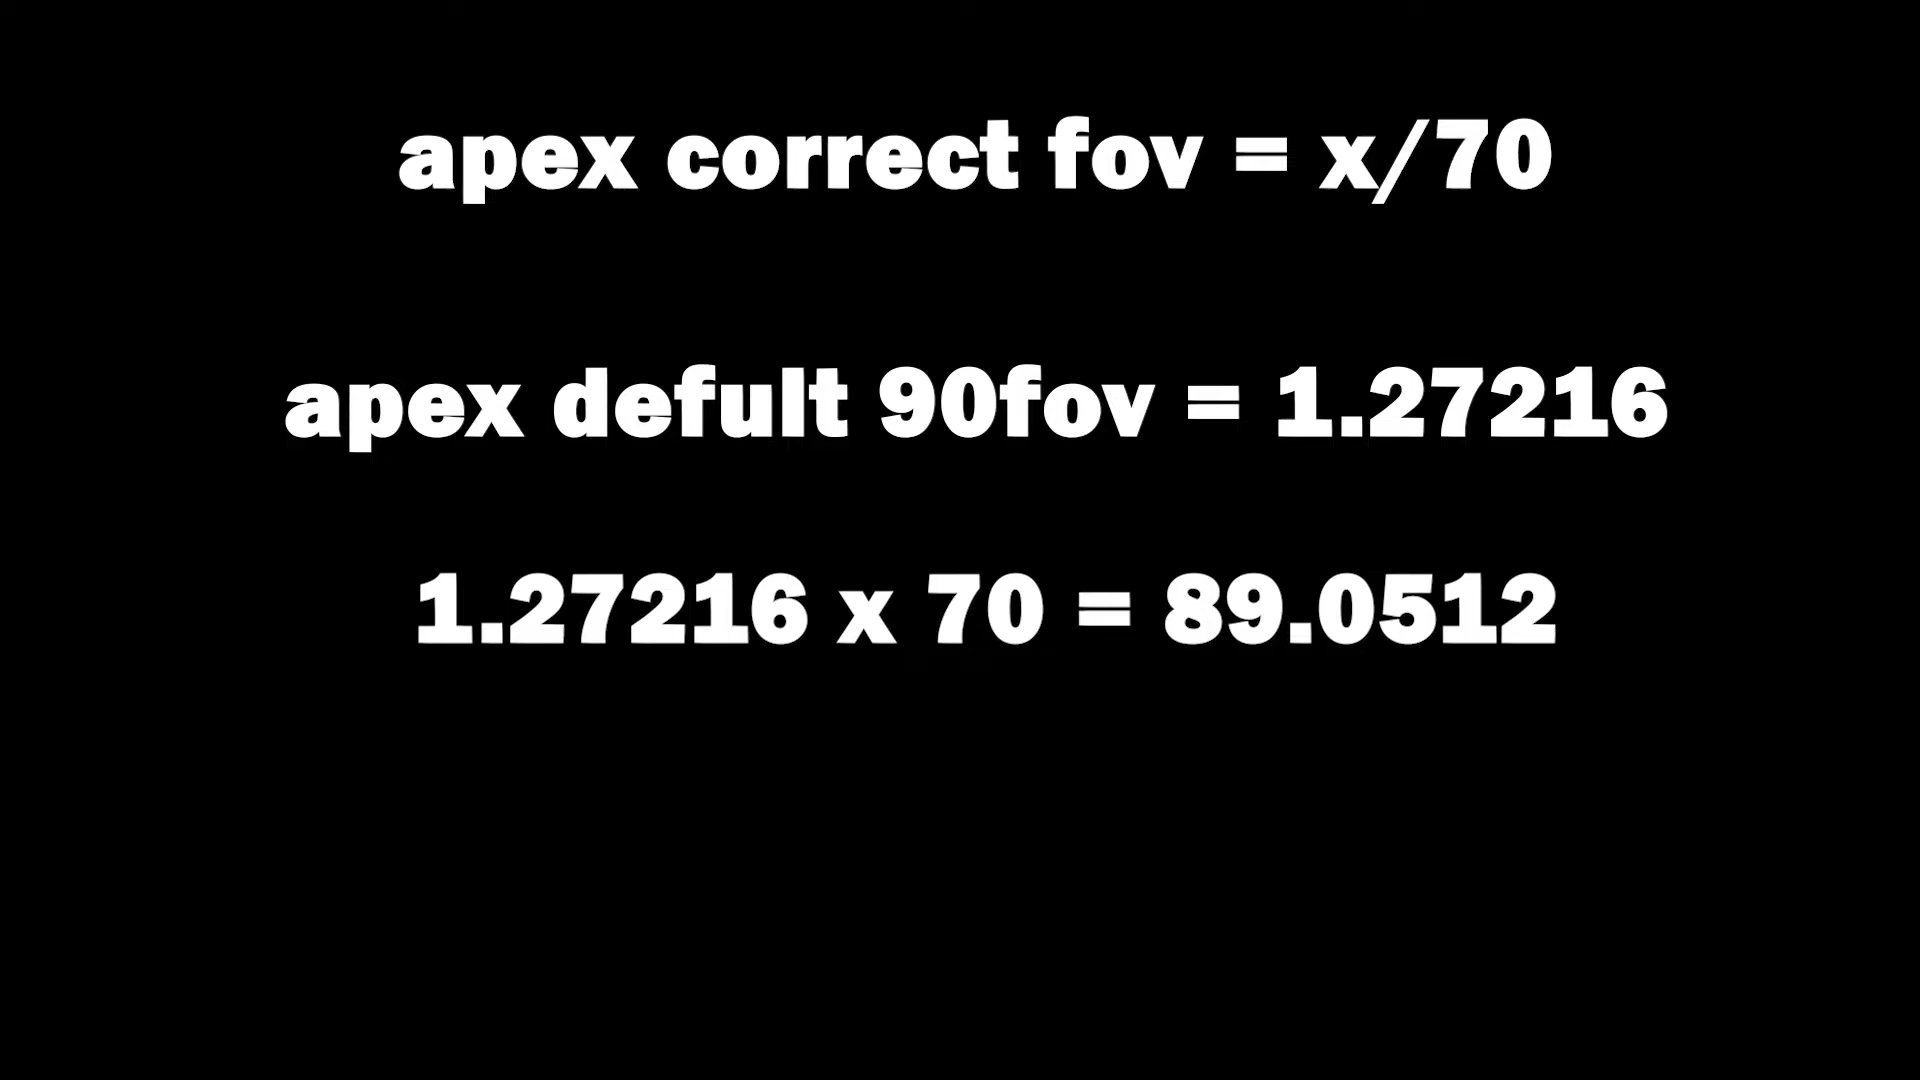 apex correct fov = x/70
apex defult 90fov = 1.27216
1.27216 x 70 = 89.0512